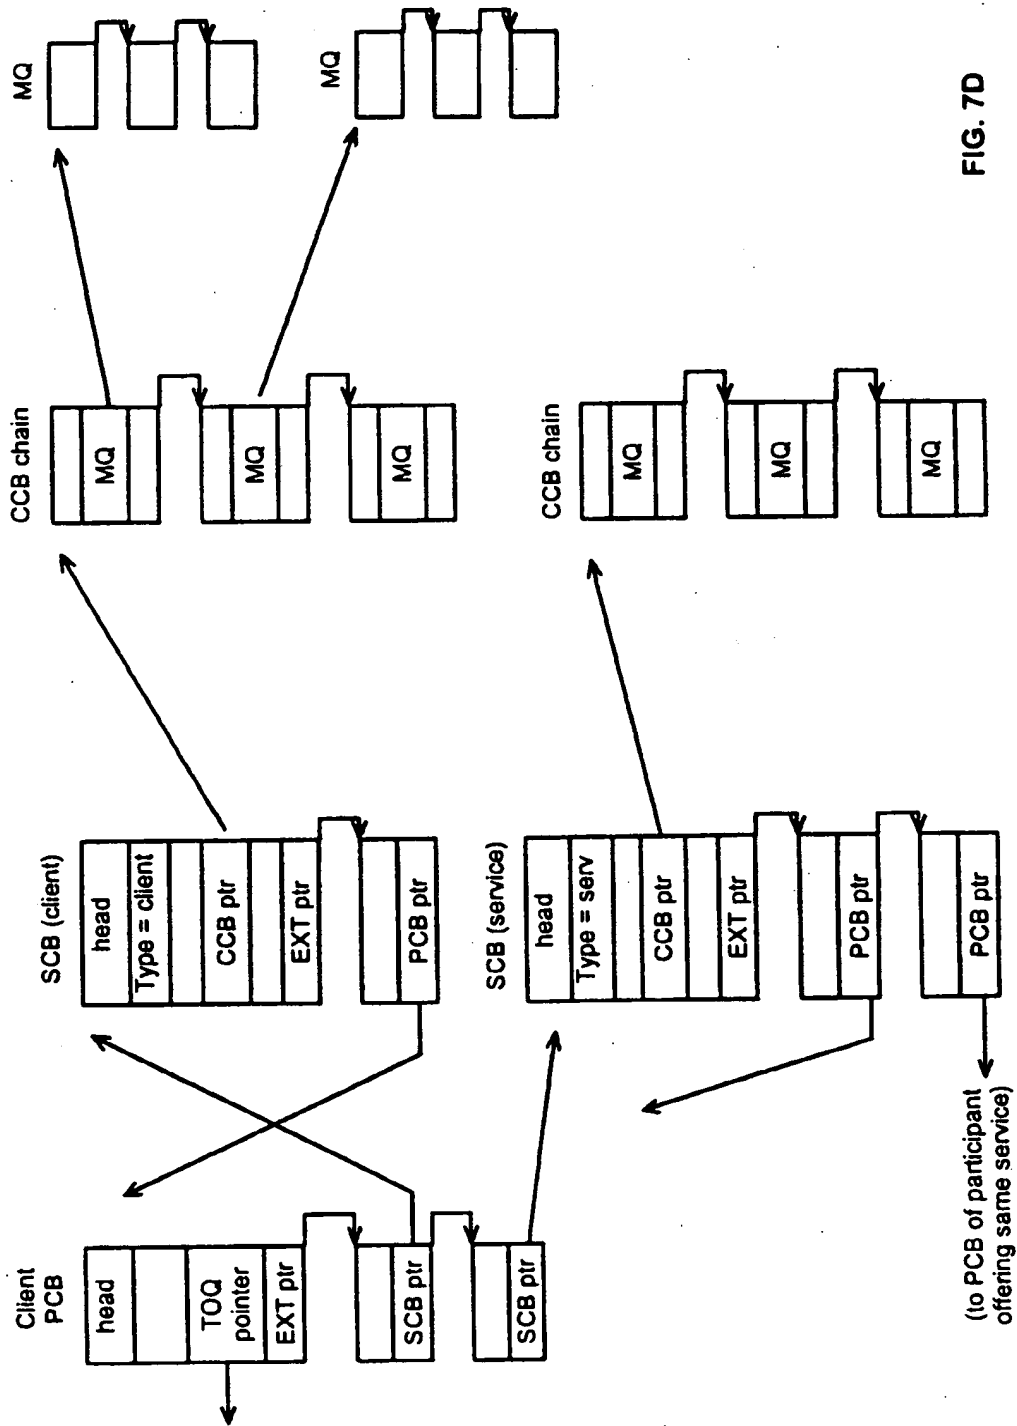 Client
PCB
head
TOQ
pointer
EXT ptr
SCB ptr
SCB ptr
SCB (client)
head
Type = client
CCB ptr
EXT ptr
PCB ptr
SCB (service)
head
Type = serv
CCB ptr
EXT ptr
PCB ptr
PCB ptr
(to PCB of participant
offering same service)
CCB chain
MQ
MQ
MQ
CCB chain
MQ
MQ
MQ
MQ
MQ
FIG. 7D